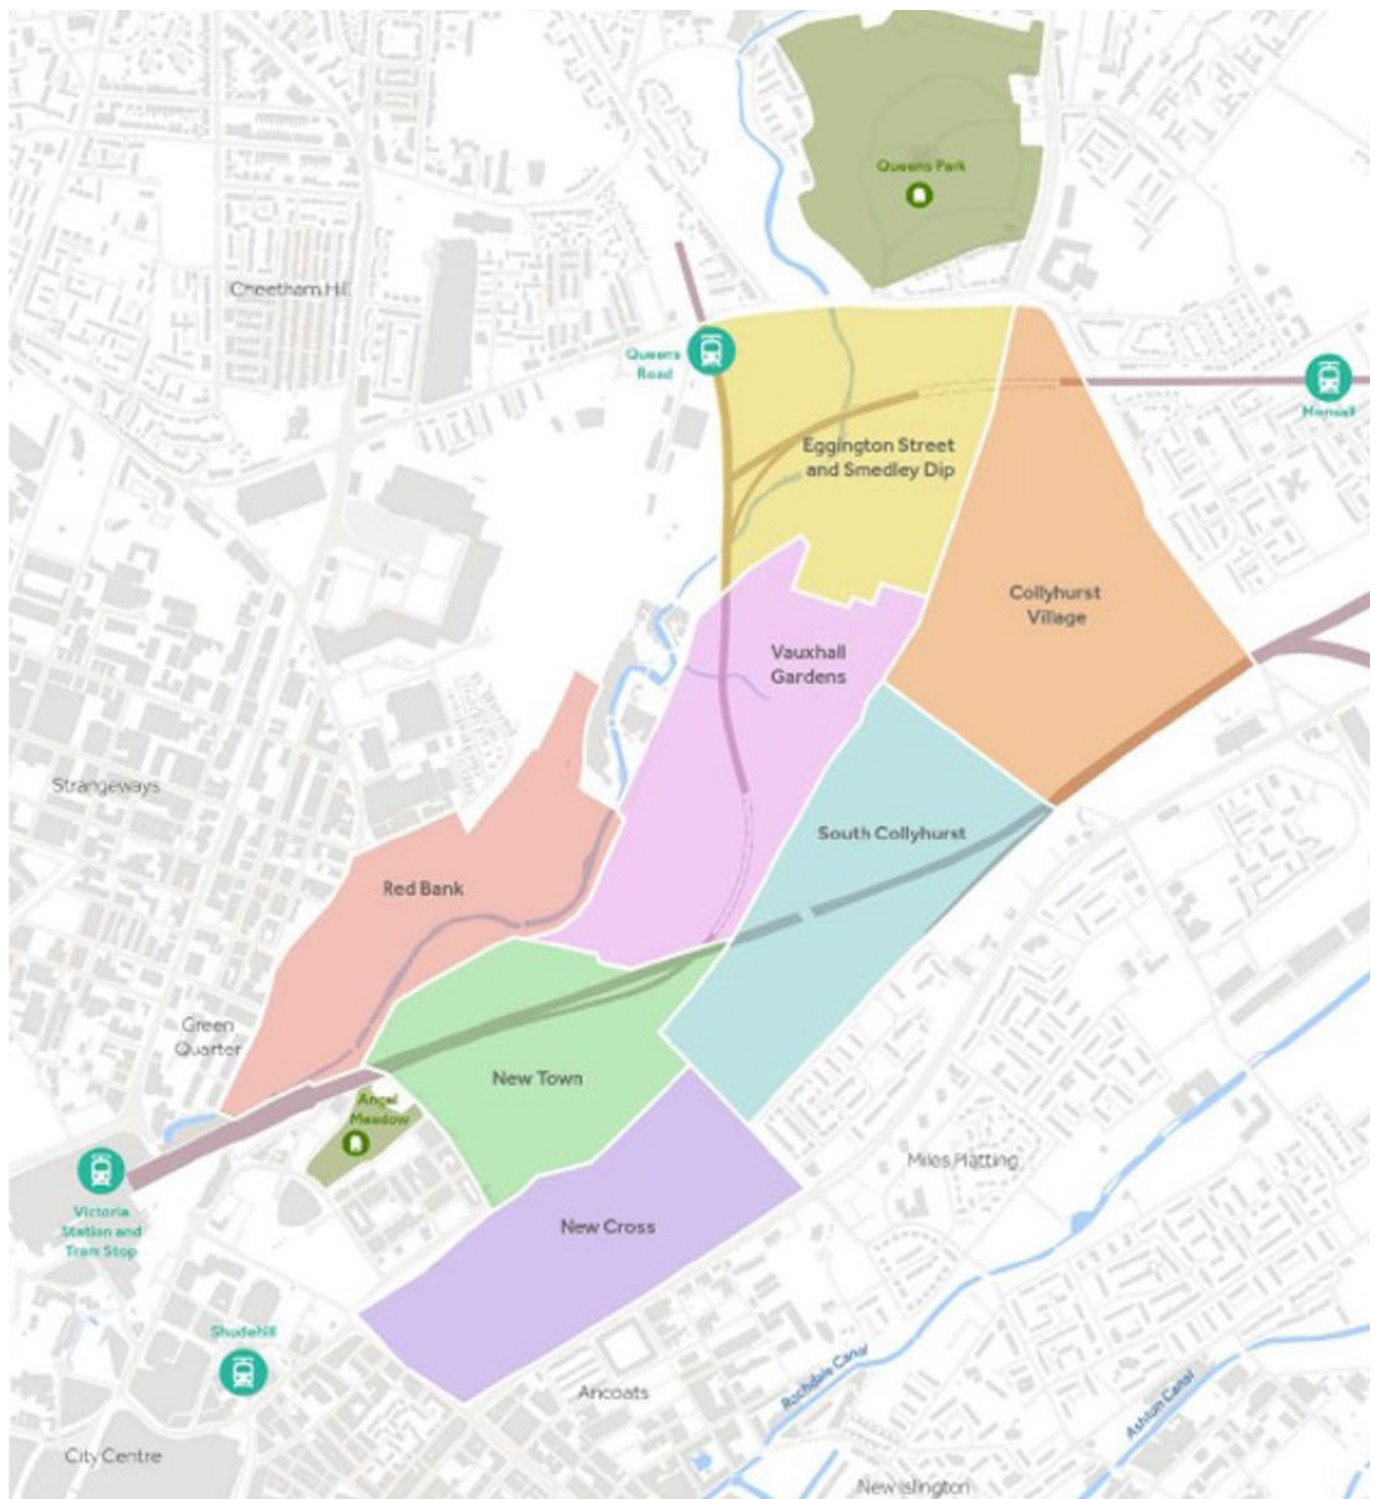 Queens Park
Cheetham Hill
Queens
Road
Monsall
Eggington Street
and Smedley Dip
Collyhurst
Village
Vauxhall
Gardens
Strangeways
South Collyhurst
Red Bank
Green
Quarter
New Town
Angel
Meadow
Miles Platting
Victoria
Station and
Tram Stop
New Cross
Shudehill
Rochdale Canal
Ancoats
Ashton Canal
City Centre
New Islington